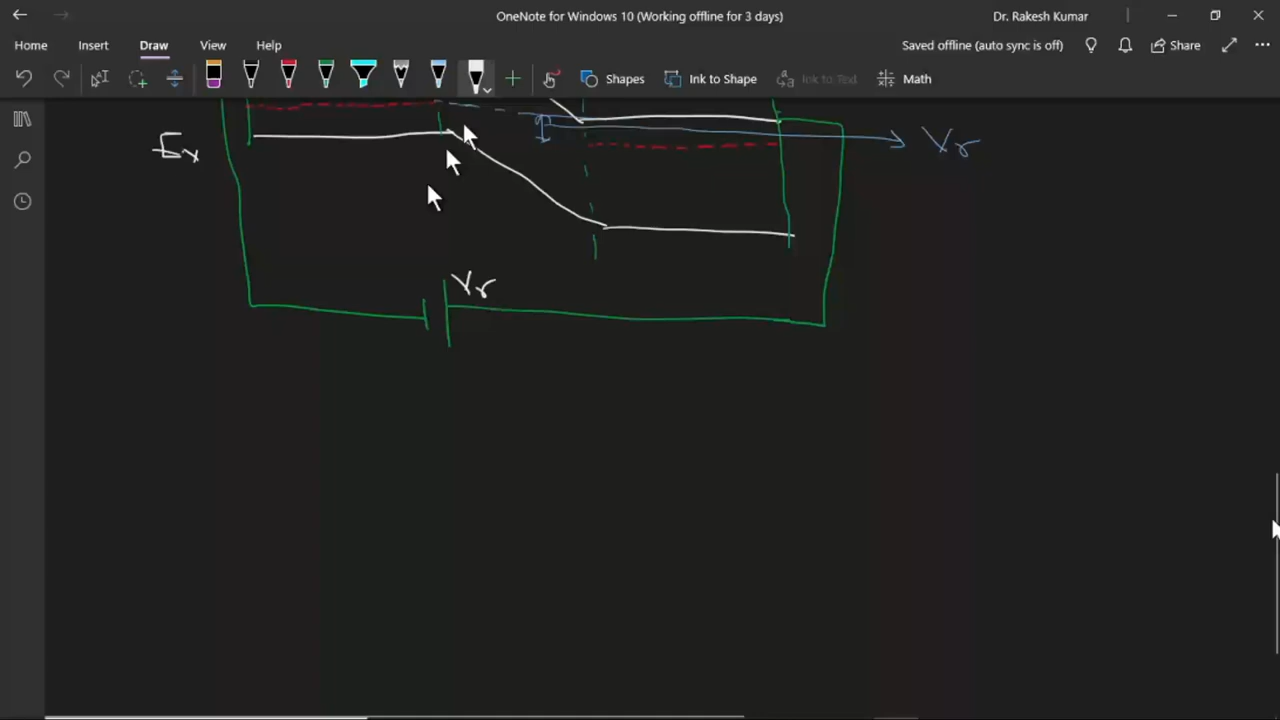 OneNote for Windows 10 (Working offline for 3 days)
Dr. Rakesh Kumar
Home Insert Draw View Help
Saved offline (auto sync is off)
Share
Shapes
Ink to Shape
Ink to Text
Math
Ev
Vr
Vr